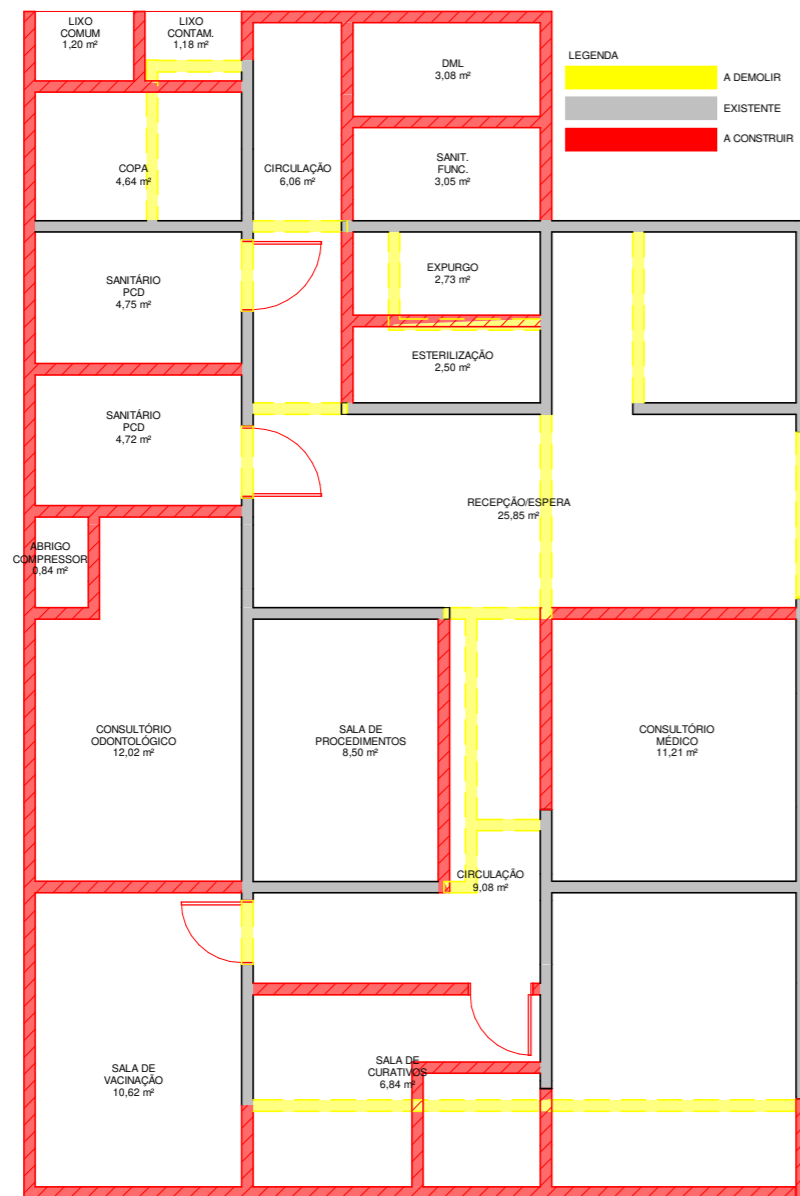 LIXO
COMUM
1,20 m²
LIXO
CONTAM.
1,18 m²
DML
3,08 m²
LEGENDA
A DEMOLIR
EXISTENTE
A CONSTRUIR
COPA
4,64 m²
CIRCULAÇÃO
6,06 m²
SANIT.
FUNC.
3,05 m²
SANITÁRIO
PCD
4,75 m²
EXPURGO
2,73 m²
ESTERILIZAÇÃO
2,50 m²
SANITÁRIO
PCD
4,72 m²
RECEPÇÃO/ESPERA
25,85 m²
ABRIGO
COMPRESSOR
0,84 m²
CONSULTÓRIO
ODONTOLÓGICO
12,02 m²
SALA DE
PROCEDIMENTOS
8,50 m²
CONSULTÓRIO
MÉDICO
11,21 m²
CIRCULAÇÃO
9,08 m²
SALA DE
VACINAÇÃO
10,62 m²
SALA DE
CURATIVOS
6,84 m²